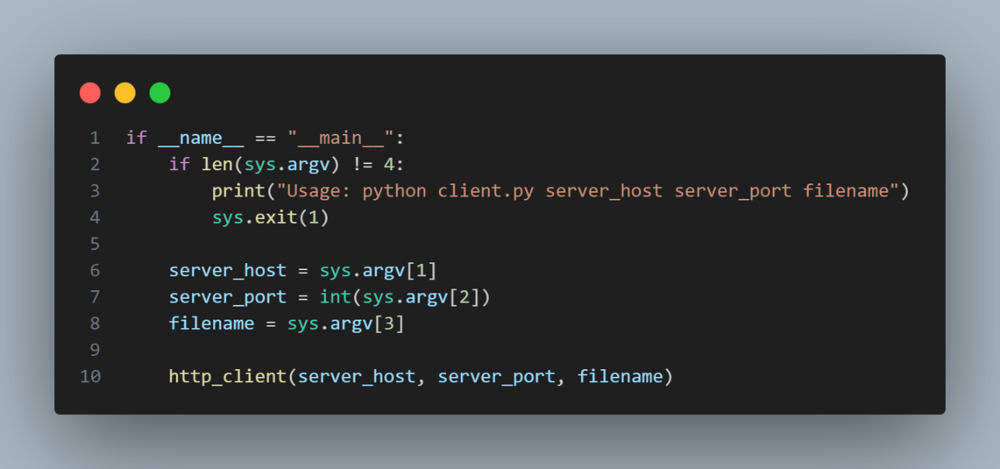 1 if __name__ == "__main__":
2     if len(sys.argv) != 4:
3         print("Usage: python client.py server_host server_port filename")
4         sys.exit(1)
5
6     server_host = sys.argv[1]
7     server_port = int(sys.argv[2])
8     filename = sys.argv[3]
9
10     http_client(server_host, server_port, filename)